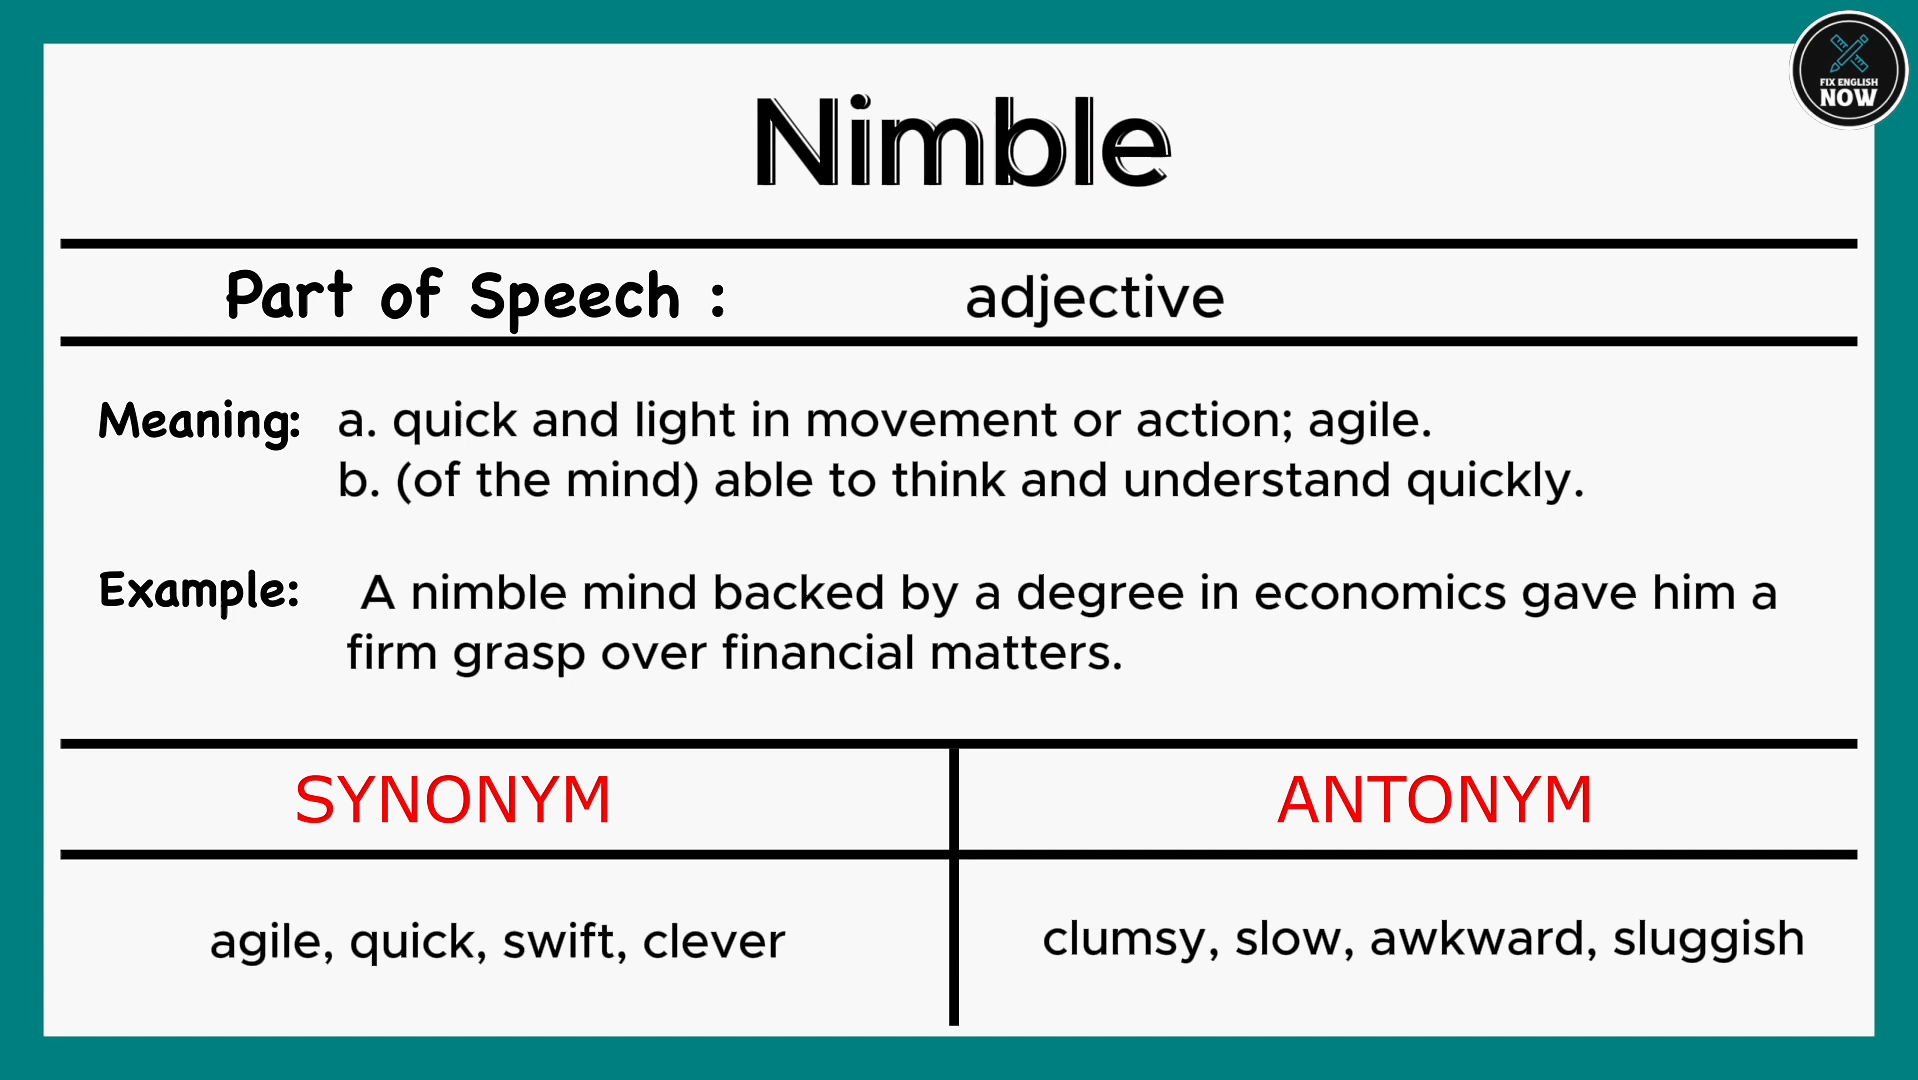 FIX ENGLISH
NOW
Nimble
Part of Speech : adjective
Meaning: a. quick and light in movement or action; agile.
b. (of the mind) able to think and understand quickly.
Example: A nimble mind backed by a degree in economics gave him a
firm grasp over financial matters.
SYNONYM ANTONYM
agile, quick, swift, clever clumsy, slow, awkward, sluggish